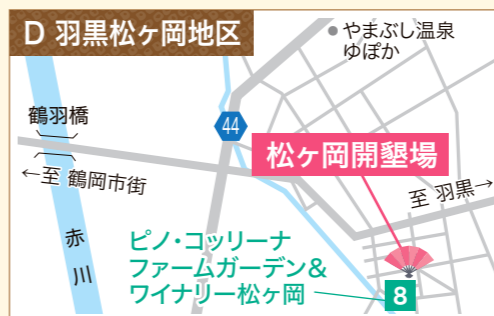 D 羽黒松ヶ岡地区
やまぶし温泉
ゆぽか
鶴羽橋
44
松ヶ岡開墾場
←至 鶴岡市街
至 羽黒→
赤川
ピノ・コッリーナ
ファームガーデン&
ワイナリー松ヶ岡
8